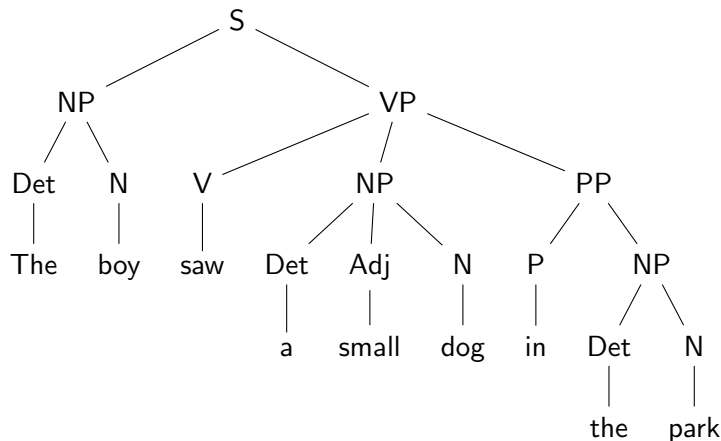 S
NP VP
Det N V NP PP
The boy saw Det Adj N P NP
a small dog in Det N
the park